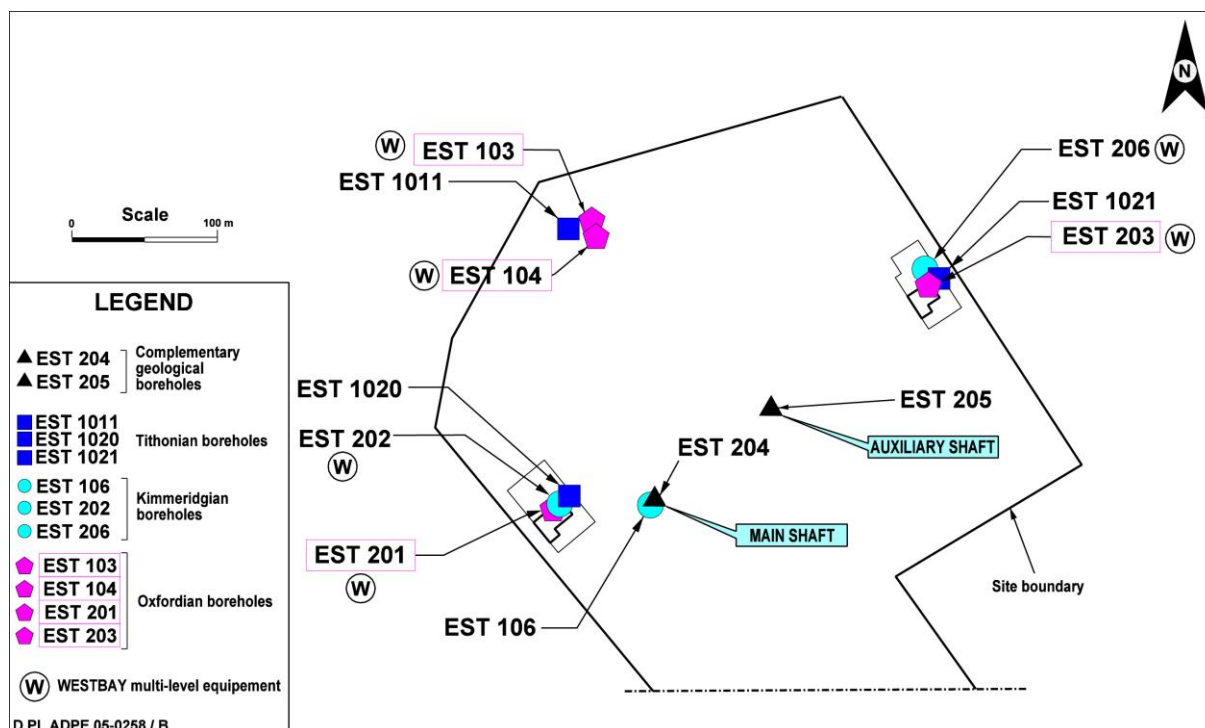 N
EST 103
W
EST 206 W
EST 1011
EST 1021
Scale
0 100 m
EST 203 W
W EST 104
LEGEND
EST 204
EST 205
Complementary
geological
boreholes
EST 1011
EST 1020
EST 1021
Tithonian boreholes
EST 106
EST 202
EST 206
Kimmeridgian
boreholes
EST 103
EST 104
EST 201
EST 203
Oxfordian boreholes
W WESTBAY multi-level equipement
D PL ADPE 05-0258 / B
EST 1020
EST 205
EST 202
W
EST 204
AUXILIARY SHAFT
MAIN SHAFT
EST 201
W
Site boundary
EST 106